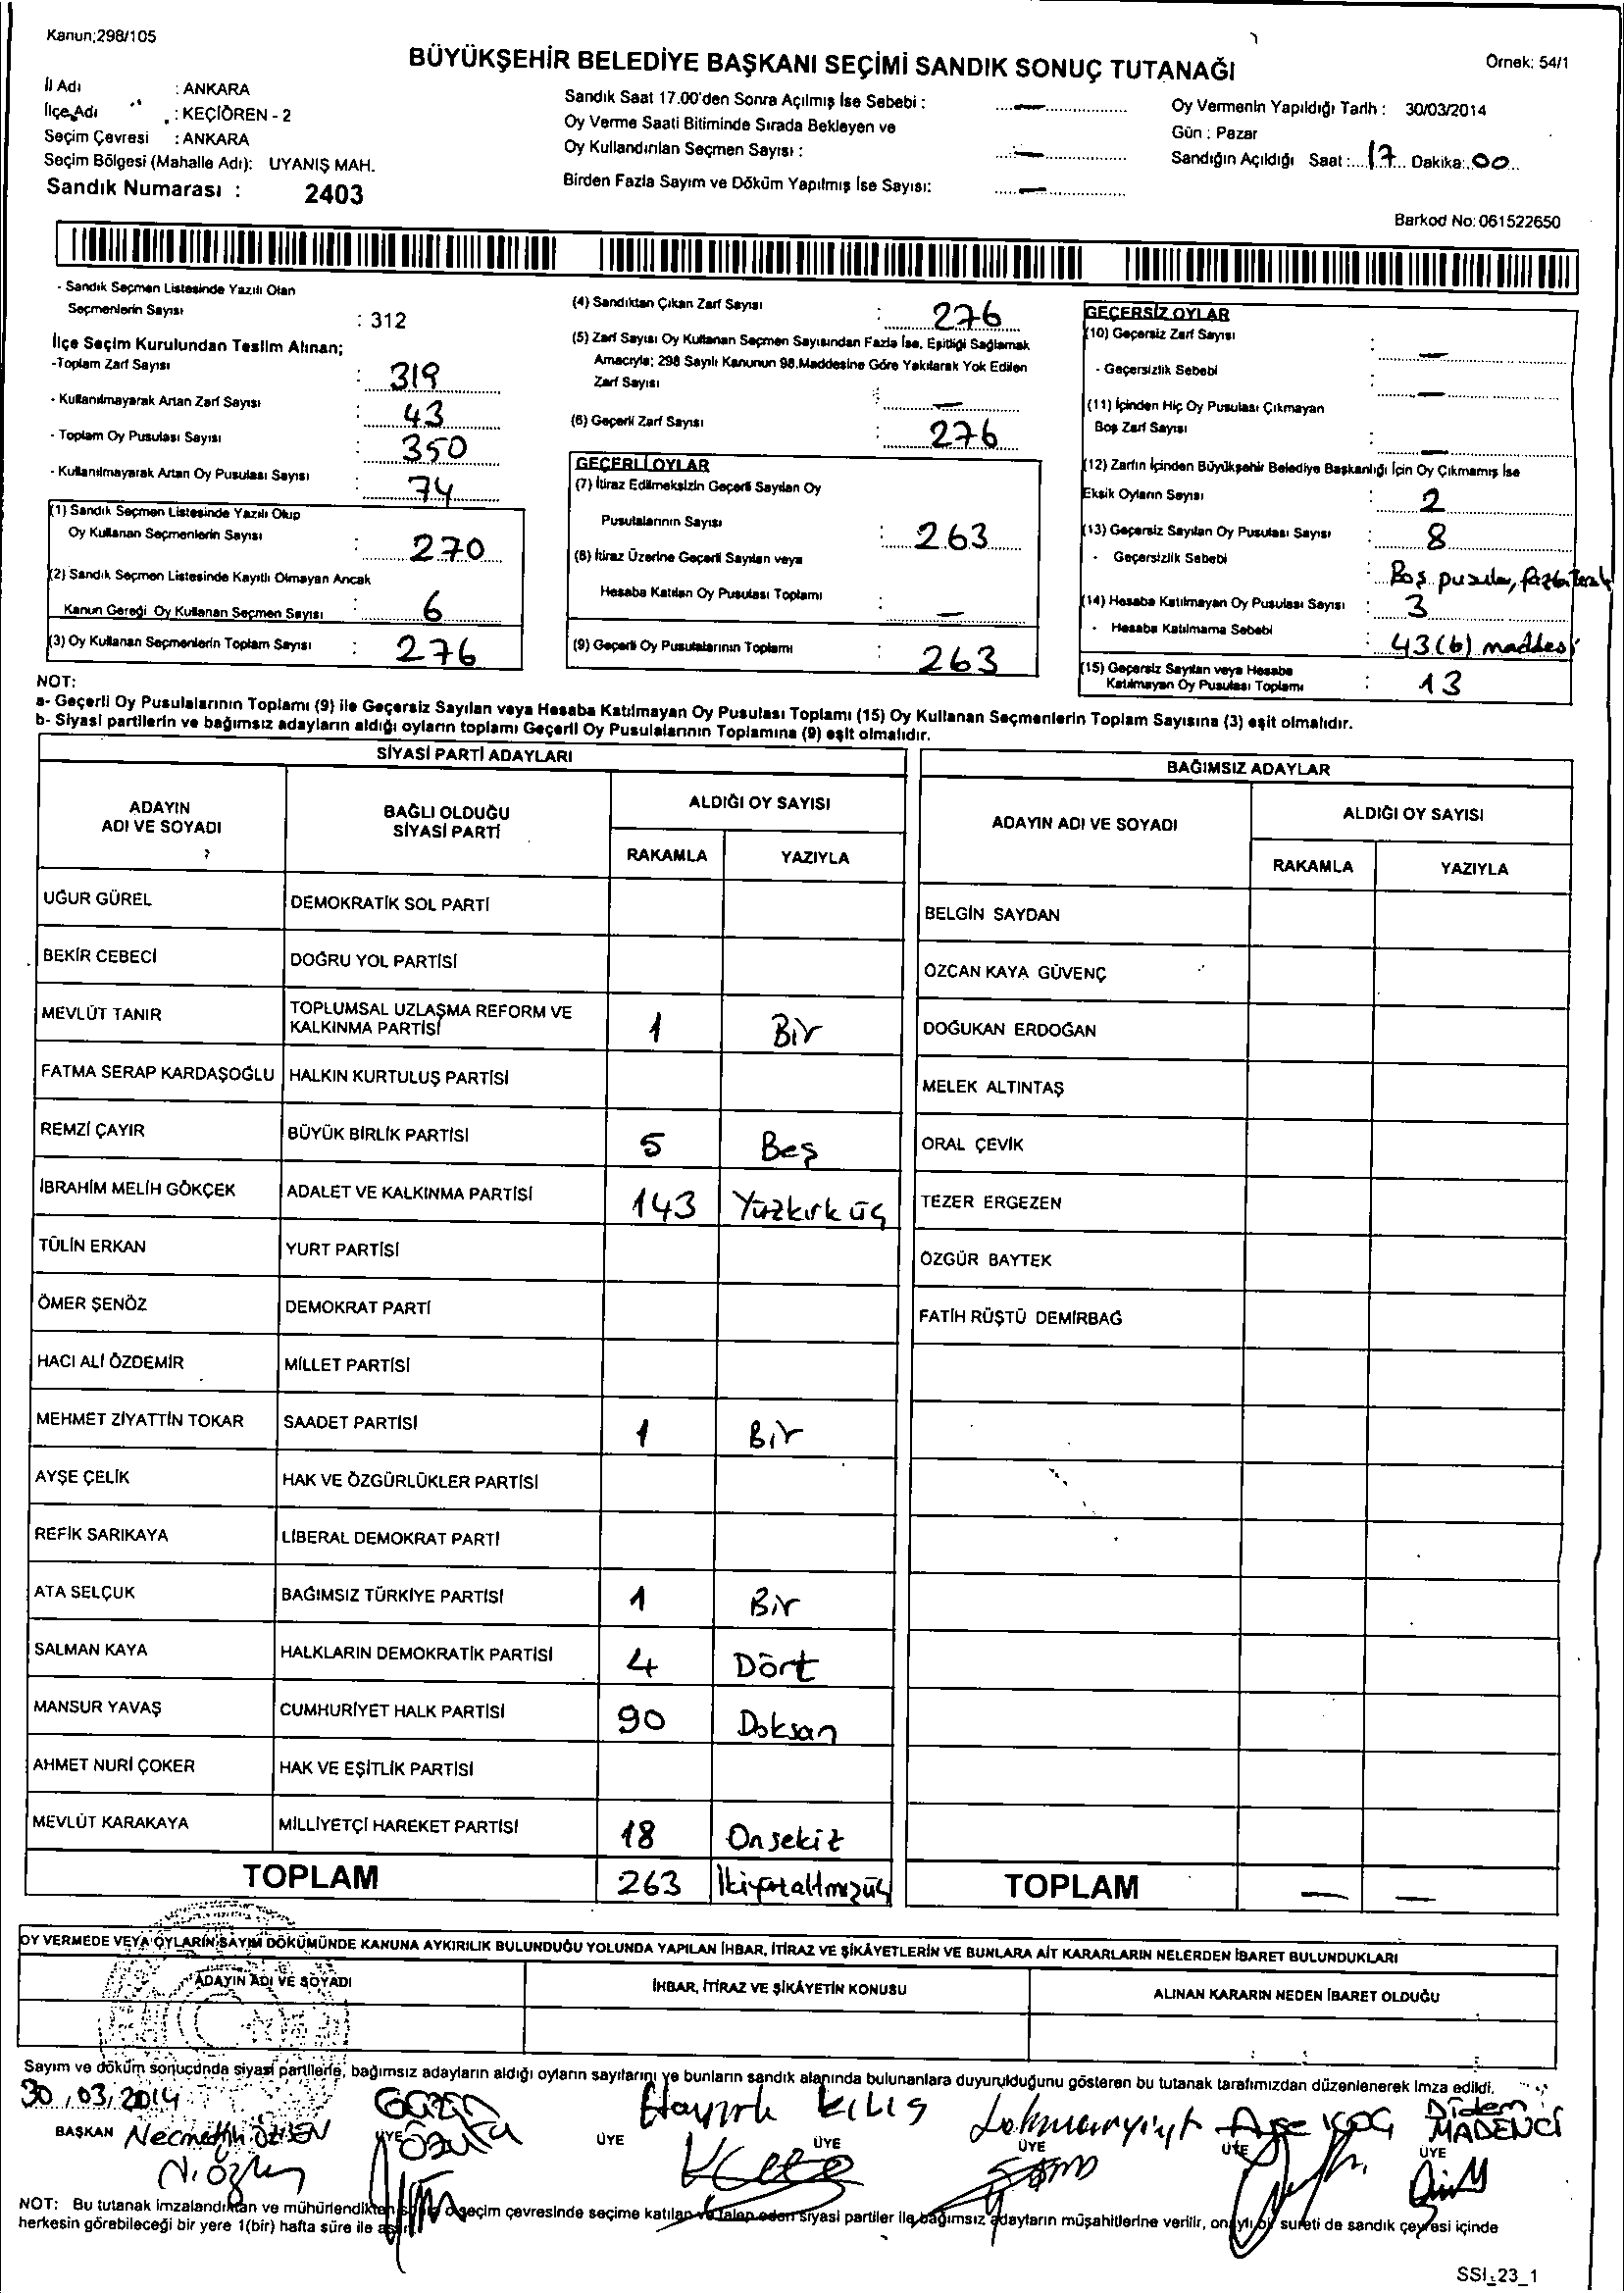 Kanun;298/105
BÜYÜKŞEHİR BELEDİYE BAŞKANI SEÇİMİ SANDIK SONUÇ TUTANAĞI
Örnek: 54/1
İl Adı : ANKARA
İlçe Adı : KEÇİÖREN - 2
Seçim Çevresi : ANKARA
Seçim Bölgesi (Mahalle Adı): UYANIŞ MAH.
Sandık Numarası : 2403
Sandık Saat 17.00'den Sonra Açılmış İse Sebebi : —
Oy Verme Saati Bitiminde Sırada Bekleyen ve
Oy Kullandırılan Seçmen Sayısı : —
Birden Fazla Sayım ve Döküm Yapılmış İse Sayısı: —
Oy Vermenin Yapıldığı Tarih : 30/03/2014
Gün : Pazar
Sandığın Açıldığı Saat : 17 Dakika: 00
Barkod No: 061522650
- Sandık Seçmen Listesinde Yazılı Olan
Seçmenlerin Sayısı : 312
İlçe Seçim Kurulundan Teslim Alınan;
-Toplam Zarf Sayısı : 319
- Kullanılmayarak Artan Zarf Sayısı : 43
- Toplam Oy Pusulası Sayısı : 350
- Kullanılmayarak Artan Oy Pusulası Sayısı : 74
(1) Sandık Seçmen Listesinde Yazılı Olup
Oy Kullanan Seçmenlerin Sayısı : 270
(2) Sandık Seçmen Listesinde Kayıtlı Olmayan Ancak
Kanun Gereği Oy Kullanan Seçmen Sayısı : 6
(3) Oy Kullanan Seçmenlerin Toplam Sayısı : 276
(4) Sandıktan Çıkan Zarf Sayısı : 276
(5) Zarf Sayısı Oy Kullanan Seçmen Sayısından Fazla İse, Eşitliği Sağlamak
Amacıyla; 298 Sayılı Kanunun 98.Maddesine Göre Yakılarak Yok Edilen
Zarf Sayısı : —
(6) Geçerli Zarf Sayısı : 276
GEÇERLİ OYLAR
(7) İtiraz Edilmeksizin Geçerli Sayılan Oy
Pusulalarının Sayısı : 263
(8) İtiraz Üzerine Geçerli Sayılan veya
Hesaba Katılan Oy Pusulası Toplamı : —
(9) Geçerli Oy Pusulalarının Toplamı : 263
GEÇERSİZ OYLAR
(10) Geçersiz Zarf Sayısı : —
- Geçersizlik Sebebi : —
(11) İçinden Hiç Oy Pusulası Çıkmayan
Boş Zarf Sayısı : —
(12) Zarfın İçinden Büyükşehir Belediye Başkanlığı İçin Oy Çıkmamış İse
Eksik Oyların Sayısı : 2
(13) Geçersiz Sayılan Oy Pusulası Sayısı : 8
- Geçersizlik Sebebi : Boş pusula,
(14) Hesaba Katılmayan Oy Pusulası Sayısı : 3
- Hesaba Katılmama Sebebi : 43(b) maddesi
(15) Geçersiz Sayılan veya Hesaba
Katılmayan Oy Pusulası Toplamı : 13
NOT:
a- Geçerli Oy Pusulalarının Toplamı (9) ile Geçersiz Sayılan veya Hesaba Katılmayan Oy Pusulası Toplamı (15) Oy Kullanan Seçmenlerin Toplam Sayısına (3) eşit olmalıdır.
b- Siyasi partilerin ve bağımsız adayların aldığı oyların toplamı Geçerli Oy Pusulalarının Toplamına (9) eşit olmalıdır.
SİYASİ PARTİ ADAYLARI
ADAYIN ADI VE SOYADI
BAĞLI OLDUĞU SİYASİ PARTİ
ALDIĞI OY SAYISI
RAKAMLA YAZIYLA
UĞUR GÜREL DEMOKRATİK SOL PARTİ
BEKİR CEBECİ DOĞRU YOL PARTİSİ
MEVLÜT TANIR TOPLUMSAL UZLAŞMA REFORM VE KALKINMA PARTİSİ 1 Bir
FATMA SERAP KARDAŞOĞLU HALKIN KURTULUŞ PARTİSİ
REMZİ ÇAYIR BÜYÜK BİRLİK PARTİSİ 5 Beş
İBRAHİM MELİH GÖKÇEK ADALET VE KALKINMA PARTİSİ 143 Yüzkırk üç
TÜLİN ERKAN YURT PARTİSİ
ÖMER ŞENÖZ DEMOKRAT PARTİ
HACI ALİ ÖZDEMİR MİLLET PARTİSİ
MEHMET ZİYATTİN TOKAR SAADET PARTİSİ 1 Bir
AYŞE ÇELİK HAK VE ÖZGÜRLÜKLER PARTİSİ
REFİK SARIKAYA LİBERAL DEMOKRAT PARTİ
ATA SELÇUK BAĞIMSIZ TÜRKİYE PARTİSİ 1 Bir
SALMAN KAYA HALKLARIN DEMOKRATİK PARTİSİ 4 Dört
MANSUR YAVAŞ CUMHURİYET HALK PARTİSİ 90 Doksan
AHMET NURİ ÇOKER HAK VE EŞİTLİK PARTİSİ
MEVLÜT KARAKAYA MİLLİYETÇİ HAREKET PARTİSİ 18 Onsekiz
TOPLAM 263
BAĞIMSIZ ADAYLAR
ADAYIN ADI VE SOYADI
ALDIĞI OY SAYISI
RAKAMLA YAZIYLA
BELGİN SAYDAN
ÖZCAN KAYA GÜVENÇ
DOĞUKAN ERDOĞAN
MELEK ALTINTAŞ
ORAL ÇEVİK
TEZER ERGEZEN
ÖZGÜR BAYTEK
FATİH RÜŞTÜ DEMİRBAĞ
TOPLAM — —
OY VERMEDE VEYA OYLARIN SAYIM DÖKÜMÜNDE KANUNA AYKIRILIK BULUNDUĞU YOLUNDA YAPILAN İHBAR, İTİRAZ VE ŞİKÂYETLERİN VE BUNLARA AİT KARARLARIN NELERDEN İBARET BULUNDUKLARI
ADAYIN ADI VE SOYADI
İHBAR, İTİRAZ VE ŞİKÂYETİN KONUSU
ALINAN KARARIN NEDEN İBARET OLDUĞU
Sayım ve döküm sonucunda siyasi partilerle, bağımsız adayların aldığı oyların sayılarını ve bunların sandık alanında bulunanlara duyurulduğunu gösteren bu tutanak tarafımızdan düzenlenerek imza edildi.
30/03/2014
BAŞKAN Necmettin ÜYE ÜYE KILIÇ ÜYE ÜYE Ayşe KOÇ ÜYE Didem MADENCİ ÜYE
NOT: Bu tutanak imzalandıktan ve mühürlendikten sonra o seçim çevresinde seçime katılan ve talep eden siyasi partiler ile bağımsız adayların müşahitlerine verilir, onaylı bir sureti de sandık çevresi içinde
herkesin görebileceği bir yere 1(bir) hafta süre ile asılır.
SSİ_23_1